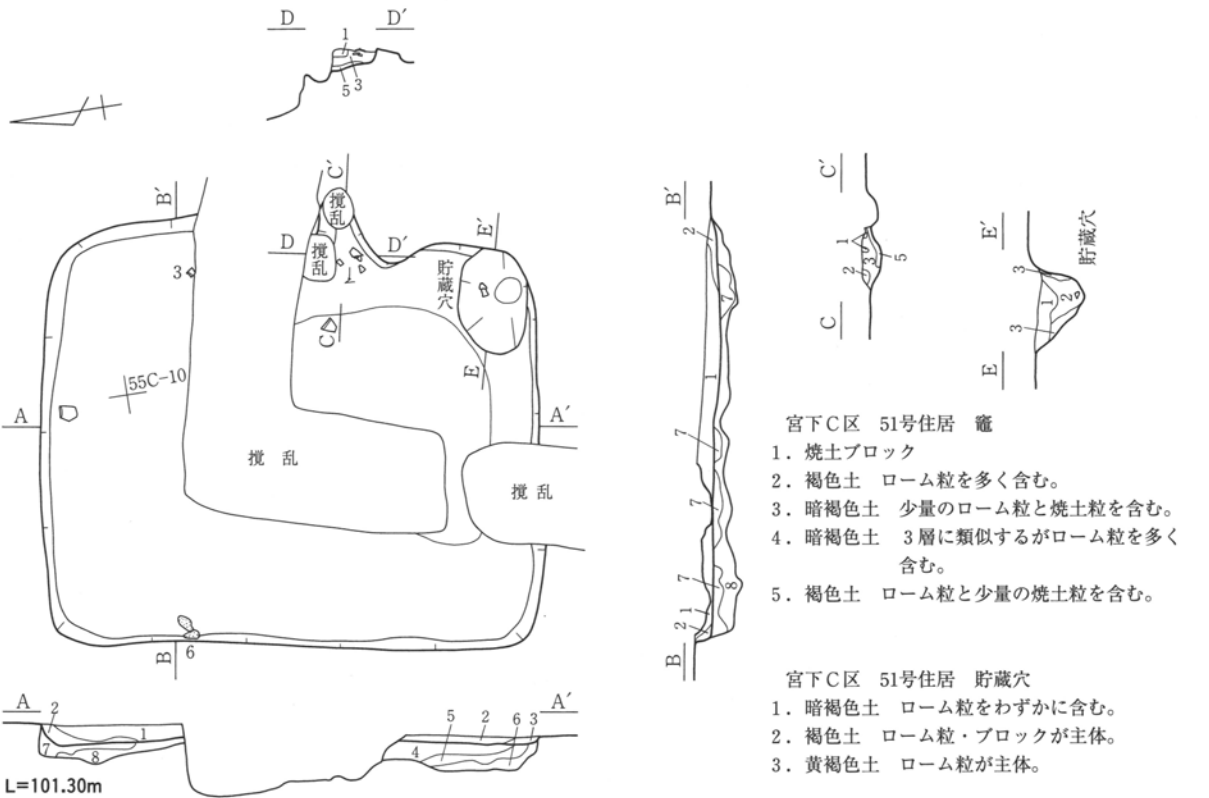 D D′
1
5 3
B′
C′
撹乱
D
撹乱
D′
E′
3
貯蔵穴
C
E
55C-10
A
A′
撹 乱
撹 乱
B
6
A
2
1
7
8
5
2
6
3
4
A′
L=101.30m
B′
2
7
1
7
7
7
8
1
2
B
C′
1
3
2
5
C
E′
貯蔵穴
3
1
2
3
E
宮下C区 51号住居 竈
1．焼土ブロック
2．褐色土 ローム粒を多く含む。
3．暗褐色土 少量のローム粒と焼土粒を含む。
4．暗褐色土 3層に類似するがローム粒を多く
含む。
5．褐色土 ローム粒と少量の焼土粒を含む。
宮下C区 51号住居 貯蔵穴
1．暗褐色土 ローム粒をわずかに含む。
2．褐色土 ローム粒・ブロックが主体。
3．黄褐色土 ローム粒が主体。